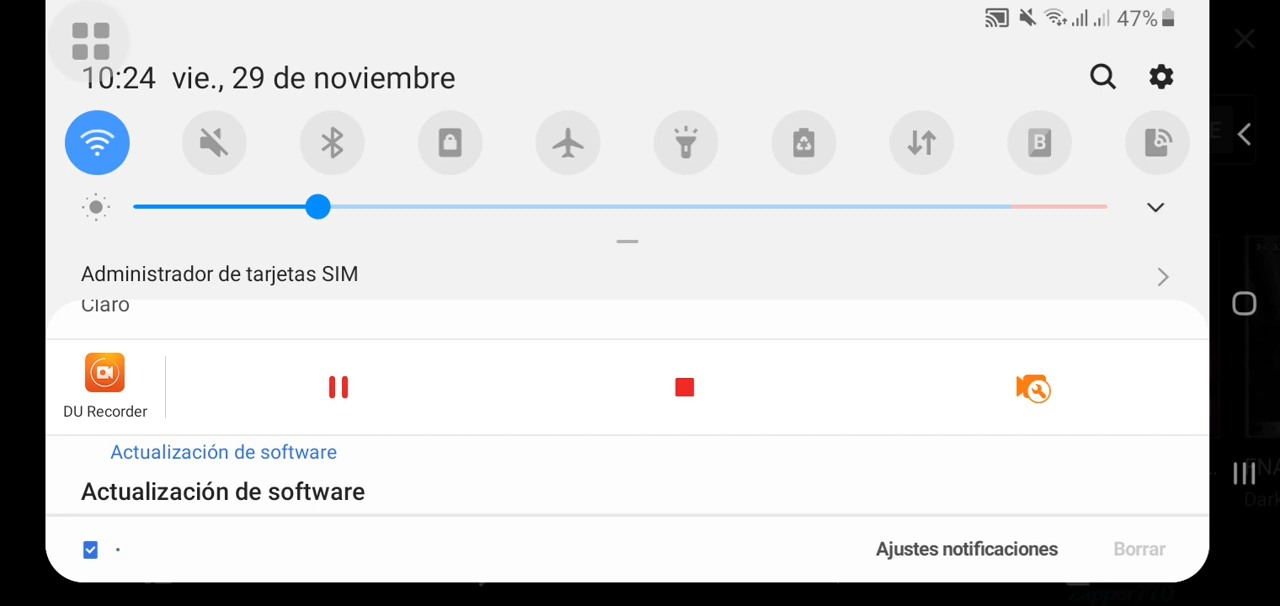 47%
10:24 vie., 29 de noviembre
Administrador de tarjetas SIM
Claro
DU Recorder
Actualización de software
Actualización de software
Ajustes notificaciones
Borrar